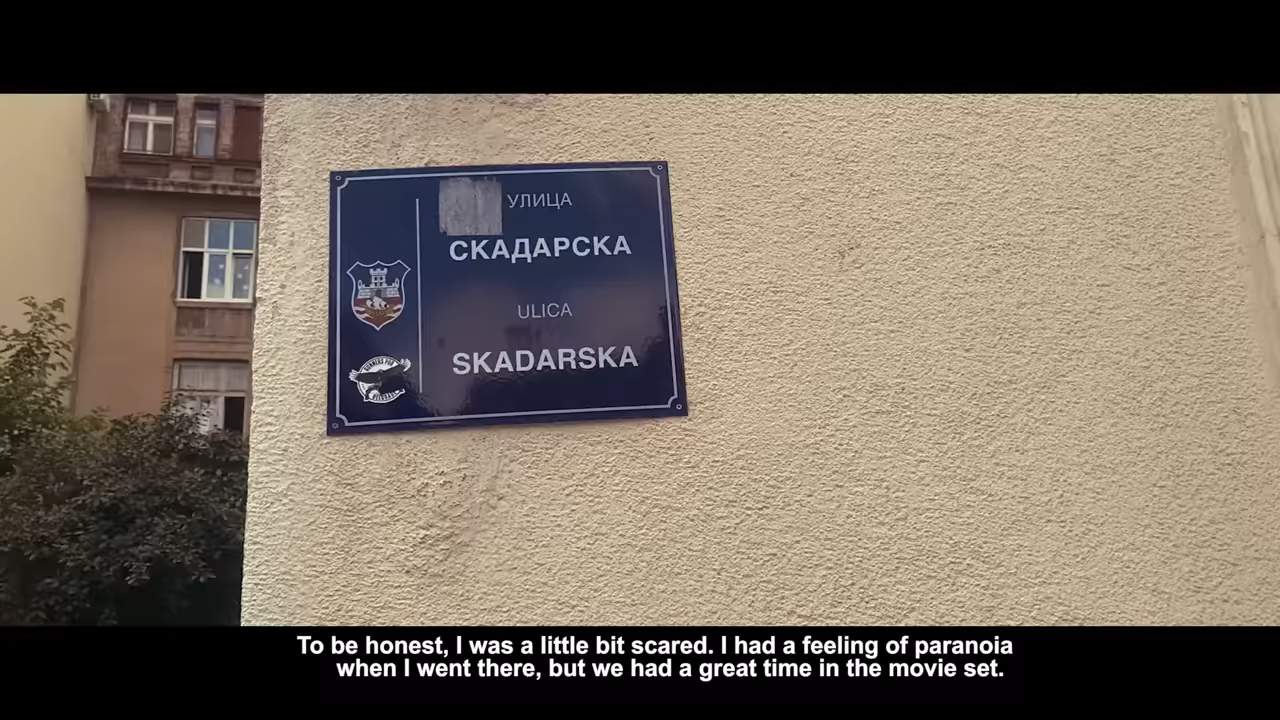 УЛИЦА
СКАДАРСКА
ULICA
SKADARSKA
To be honest, I was a little bit scared. I had a feeling of paranoia
when I went there, but we had a great time in the movie set.